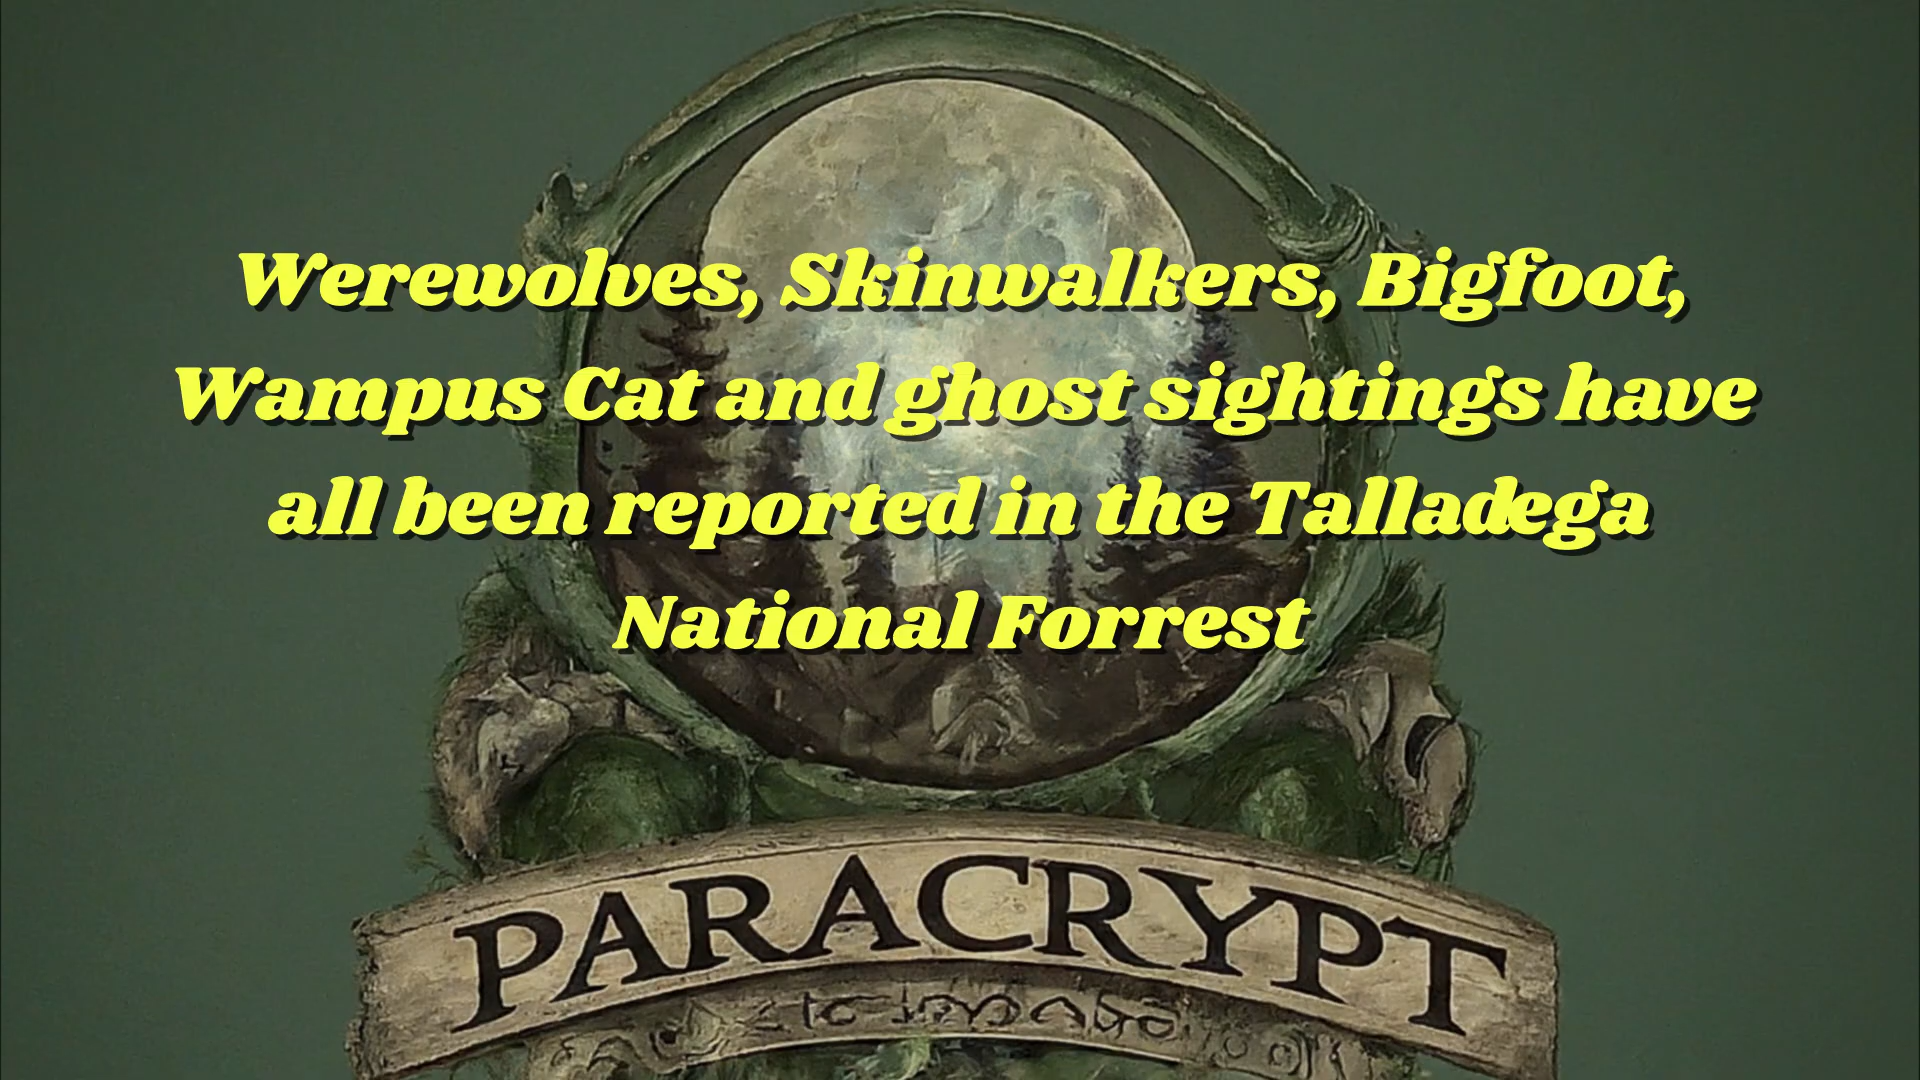 Werewolves, Skinwalkers, Bigfoot,
Wampus Cat and ghost sightings have
all been reported in the Talladega
National Forrest
PARACRYPT